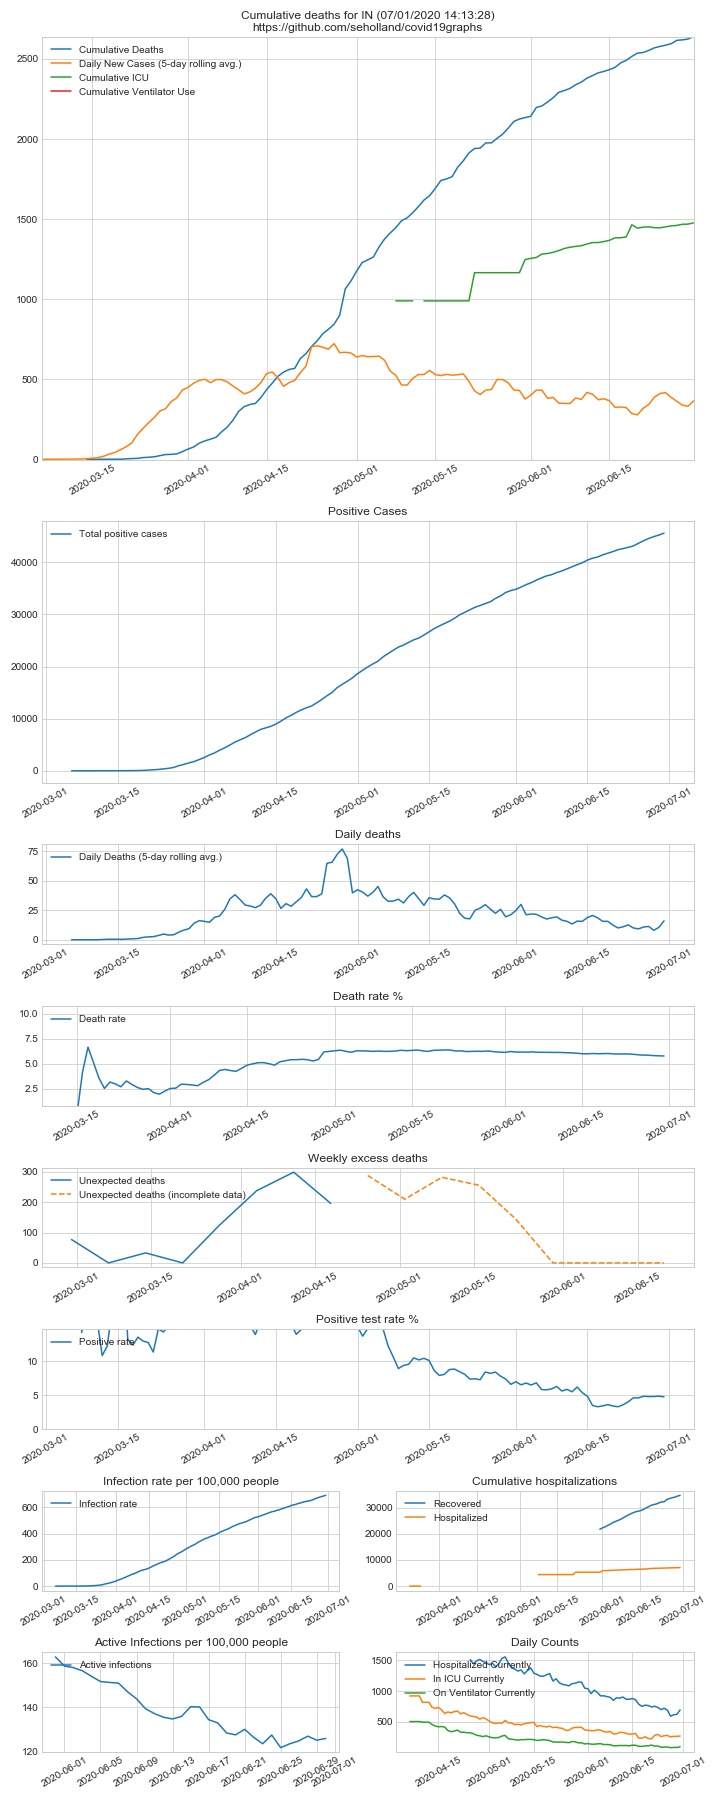 Cumulative deaths for IN (07/01/2020 14:13:28)
https://github.com/seholland/covid19graphs
Cumulative Deaths
Daily New Cases (5-day rolling avg.)
Cumulative ICU
Cumulative Ventilator Use
2500
2000
1500
1000
500
0
2020-03-15 2020-04-01 2020-04-15 2020-05-01 2020-05-15 2020-06-01 2020-06-15
Positive Cases
Total positive cases
40000
30000
20000
10000
0
2020-03-01 2020-03-15 2020-04-01 2020-04-15 2020-05-01 2020-05-15 2020-06-01 2020-06-15 2020-07-01
Daily deaths
Daily Deaths (5-day rolling avg.)
75
50
25
0
2020-03-01 2020-03-15 2020-04-01 2020-04-15 2020-05-01 2020-05-15 2020-06-01 2020-06-15 2020-07-01
Death rate %
Death rate
10.0
7.5
5.0
2.5
2020-03-15 2020-04-01 2020-04-15 2020-05-01 2020-05-15 2020-06-01 2020-06-15 2020-07-01
Weekly excess deaths
Unexpected deaths
Unexpected deaths (incomplete data)
300
200
100
0
2020-03-01 2020-03-15 2020-04-01 2020-04-15 2020-05-01 2020-05-15 2020-06-01 2020-06-15
Positive test rate %
Positive rate
10
5
0
2020-03-01 2020-03-15 2020-04-01 2020-04-15 2020-05-01 2020-05-15 2020-06-01 2020-06-15 2020-07-01
Infection rate per 100,000 people
Infection rate
600
400
200
0
2020-03-01 2020-03-15 2020-04-01 2020-04-15 2020-05-01 2020-05-15 2020-06-01 2020-06-15 2020-07-01
Cumulative hospitalizations
Recovered
Hospitalized
30000
20000
10000
0
2020-04-01 2020-04-15 2020-05-01 2020-05-15 2020-06-01 2020-06-15 2020-07-01
Active Infections per 100,000 people
Active infections
160
140
120
2020-06-01 2020-06-05 2020-06-09 2020-06-13 2020-06-17 2020-06-21 2020-06-25 2020-06-29 2020-07-01
Daily Counts
Hospitalized Currently
In ICU Currently
On Ventilator Currently
1500
1000
500
2020-04-15 2020-05-01 2020-05-15 2020-06-01 2020-06-15 2020-07-01